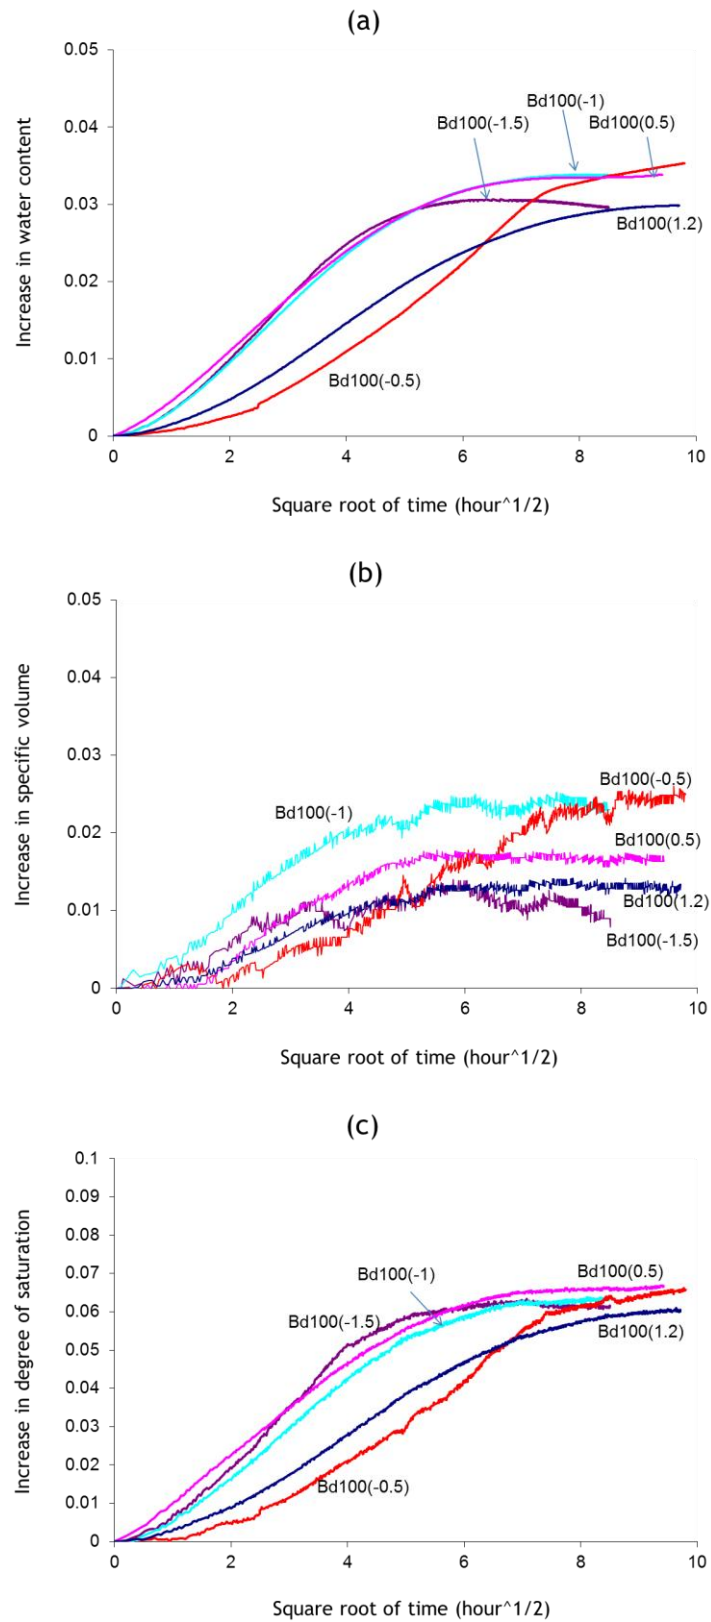 (a)
0.05
0.04
0.03
0.02
0.01
0
Increase in water content
Bd100(-1)
Bd100(-1.5)
Bd100(0.5)
Bd100(1.2)
Bd100(-0.5)
0 2 4 6 8 10
Square root of time (hour^1/2)
(b)
0.05
0.04
0.03
0.02
0.01
0
Increase in specific volume
Bd100(-0.5)
Bd100(-1)
Bd100(0.5)
Bd100(1.2)
Bd100(-1.5)
0 2 4 6 8 10
Square root of time (hour^1/2)
(c)
0.1
0.09
0.08
0.07
0.06
0.05
0.04
0.03
0.02
0.01
0
Increase in degree of saturation
Bd100(-1)
Bd100(0.5)
Bd100(-1.5)
Bd100(1.2)
Bd100(-0.5)
0 2 4 6 8 10
Square root of time (hour^1/2)